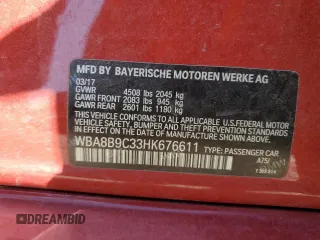 MFD BY BAYERISCHE MOTOREN WERKE AG
03/17
GVWR 4508 lbs 2045 kg
GAWR FRONT 2083 lbs 945 kg
GAWR REAR 2601 lbs 1180 kg
THIS VEHICLE CONFORMS TO ALL APPLICABLE
FEDERAL MOTOR VEHICLE SAFETY, BUMPER, AND
THEFT PREVENTION STANDARDS IN EFFECT ON
THE DATE OF MANUFACTURE SHOWN ABOVE.
WBA8B9C33HK676611 TYPE: PASSENGER CAR
A75/
DREAMBID